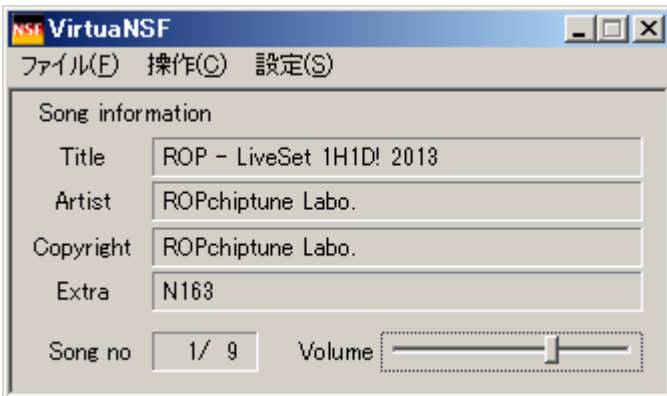 NSF VirtuaNSF
ファイル(F) 操作(C) 設定(S)
Song information
Title ROP - LiveSet 1H1D! 2013
Artist ROPchiptune Labo.
Copyright ROPchiptune Labo.
Extra N163
Song no 1/ 9 Volume